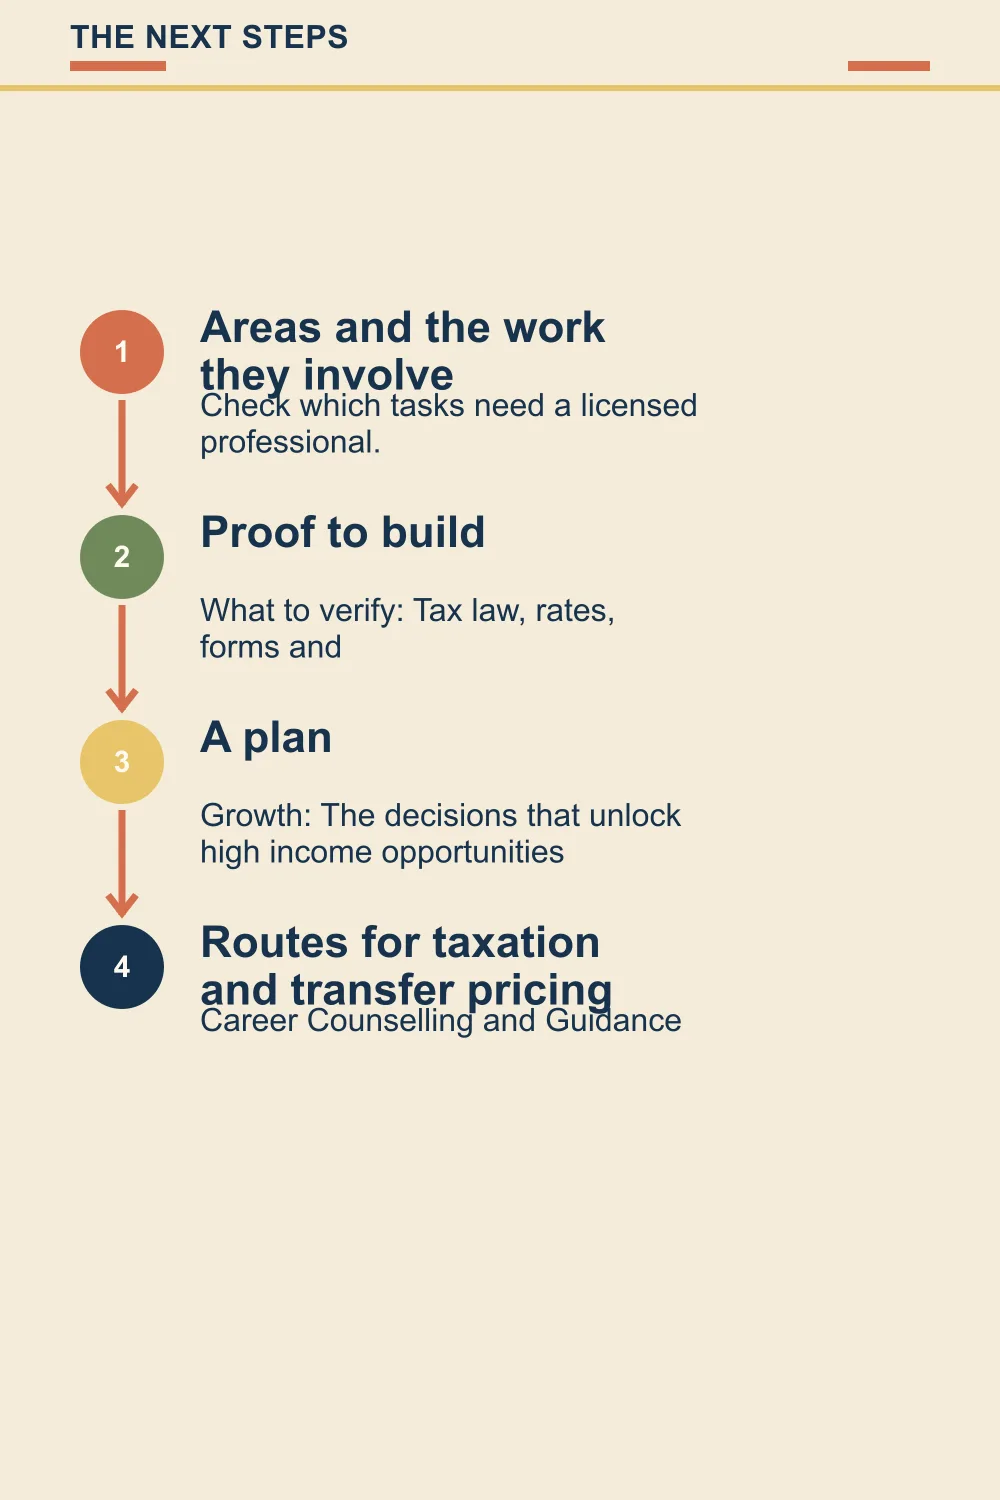 THE NEXT STEPS
1
Areas and the work
they involve
Check which tasks need a licensed
professional.
2
Proof to build
What to verify: Tax law, rates,
forms and
3
A plan
Growth: The decisions that unlock
high income opportunities
4
Routes for taxation
and transfer pricing
Career Counselling and Guidance